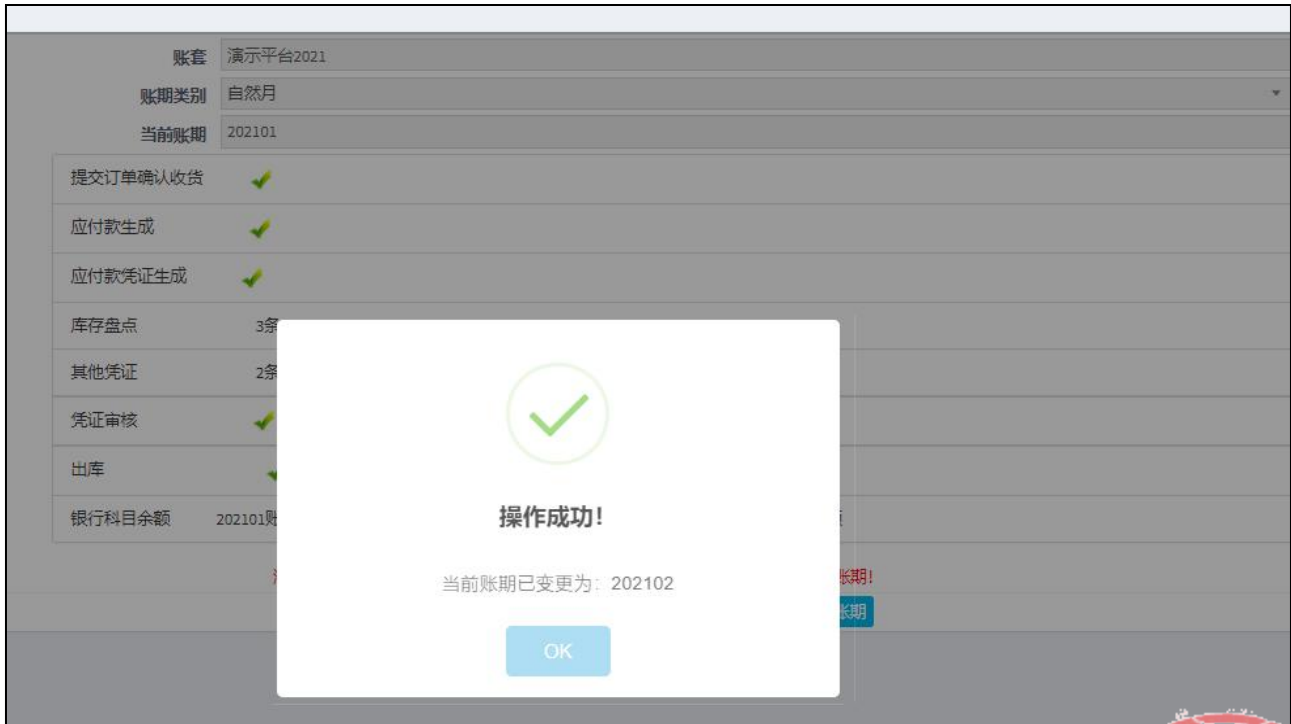 账套 演示平台2021
账期类别 自然月
当前账期 202101
提交订单确认收货
应付款生成
应付款凭证生成
库存盘点 3条
其他凭证 2条
凭证审核
出库
银行科目余额 202101账
操作成功!
当前账期已变更为: 202102
账期!
账期
OK